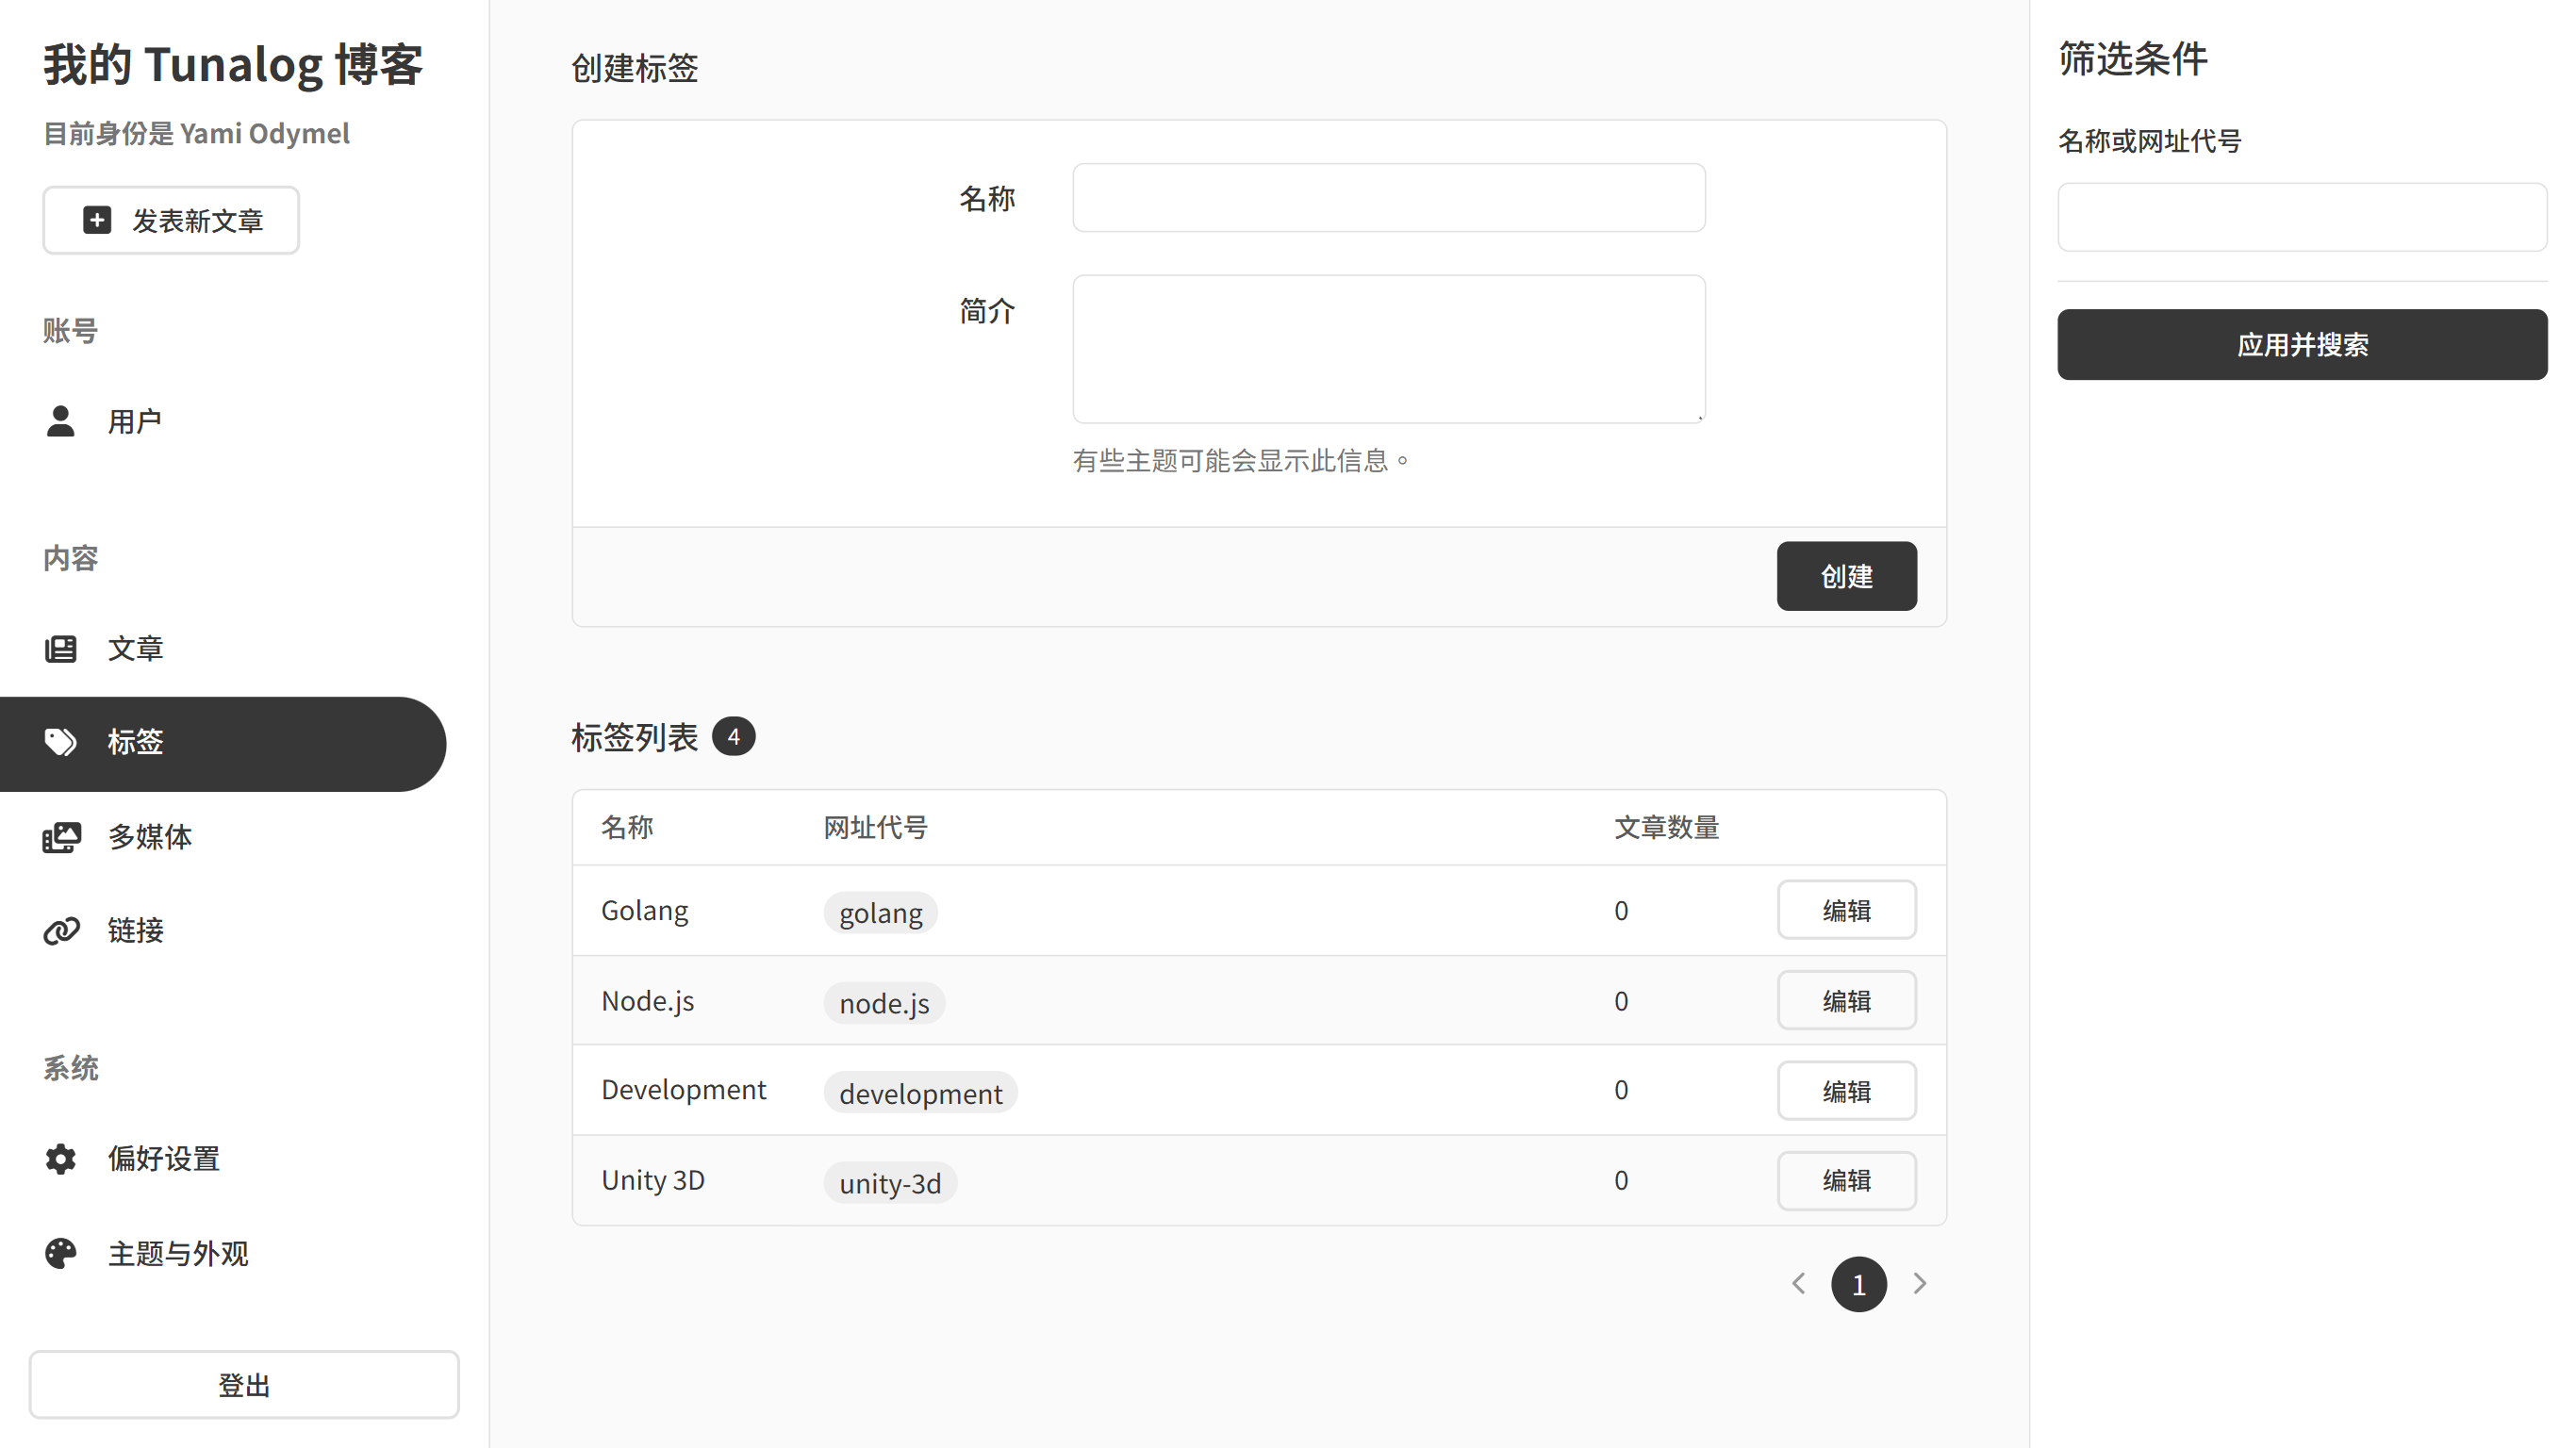 我的 Tunalog 博客
目前身份是 Yami Odymel
发表新文章
账号
用户
内容
文章
标签
多媒体
链接
系统
偏好设置
主题与外观
登出
创建标签
名称
简介
有些主题可能会显示此信息。
创建
标签列表 4
名称 网址代号 文章数量
Golang golang 0 编辑
Node.js node.js 0 编辑
Development development 0 编辑
Unity 3D unity-3d 0 编辑
1
筛选条件
名称或网址代号
应用并搜索